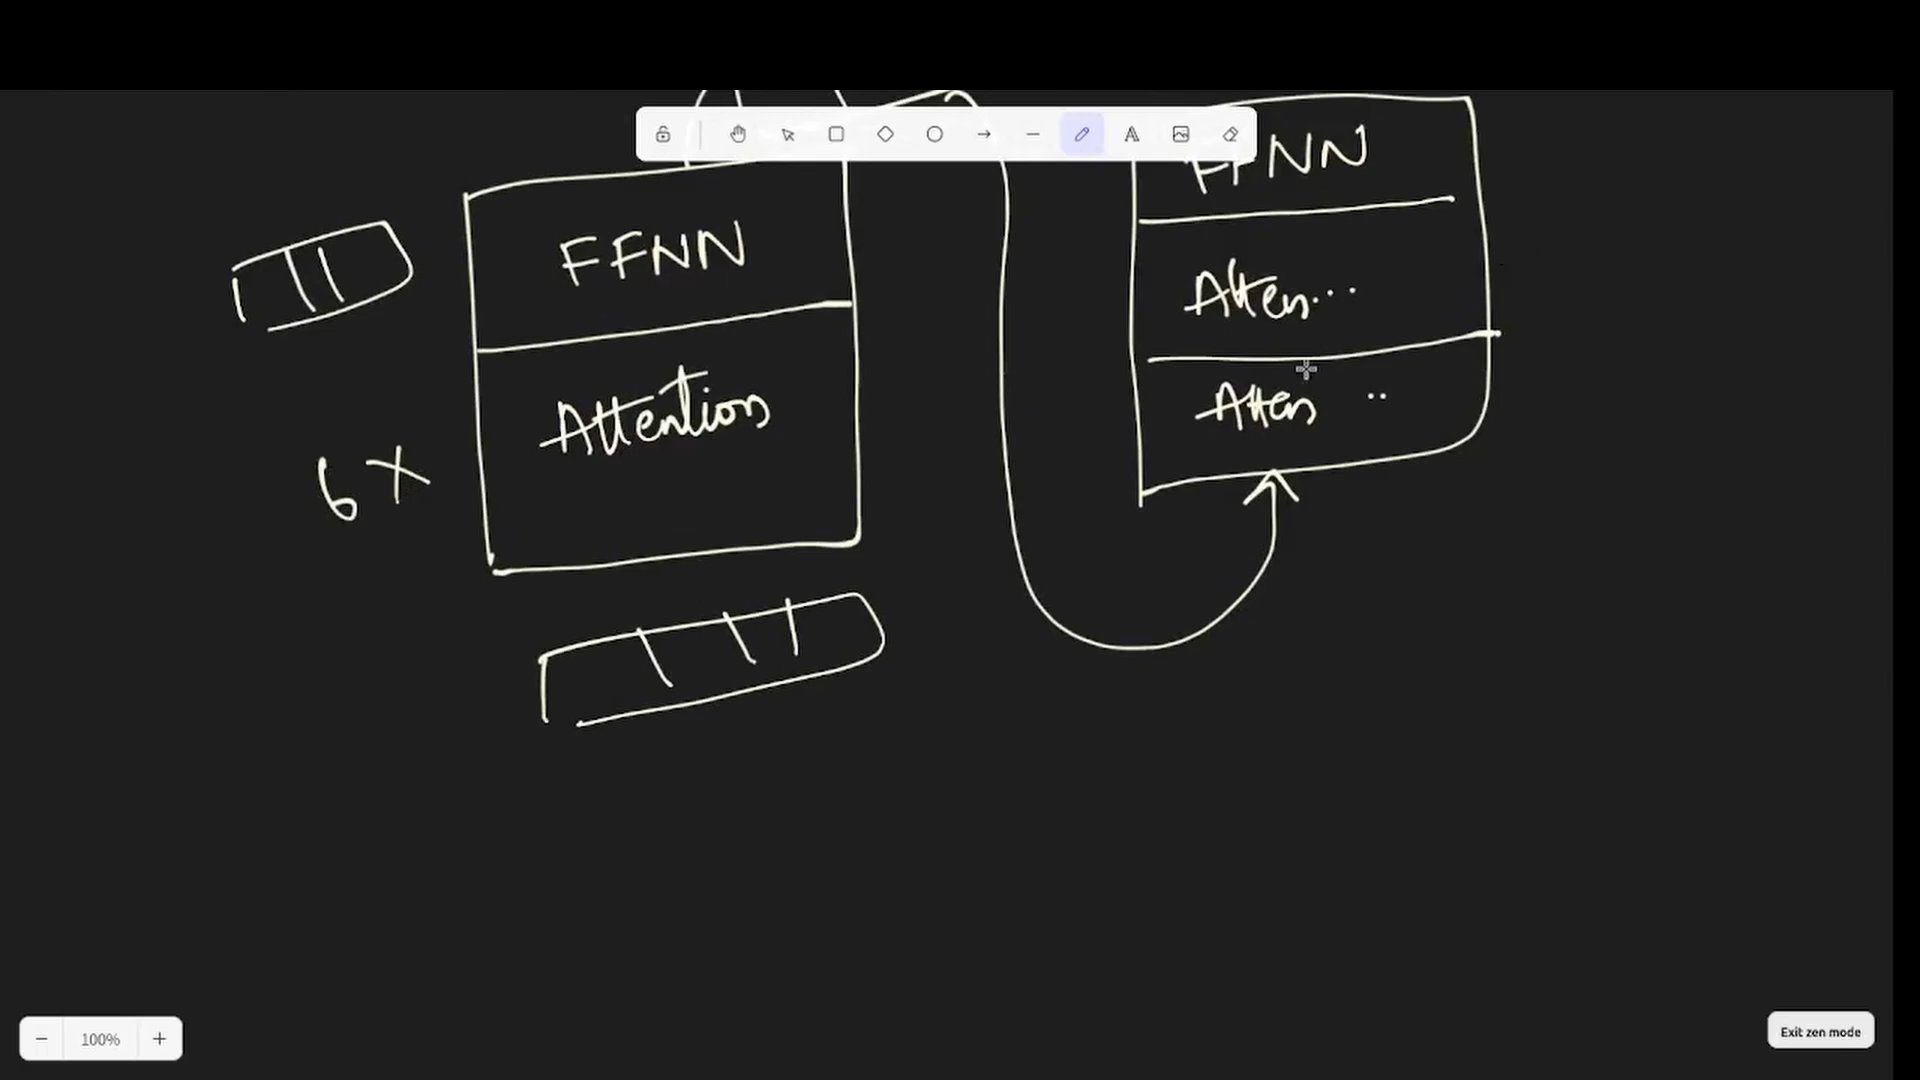 FFNN
Attention
6X
FFNN
Atten...
Atten ..
100%
Exit zen mode